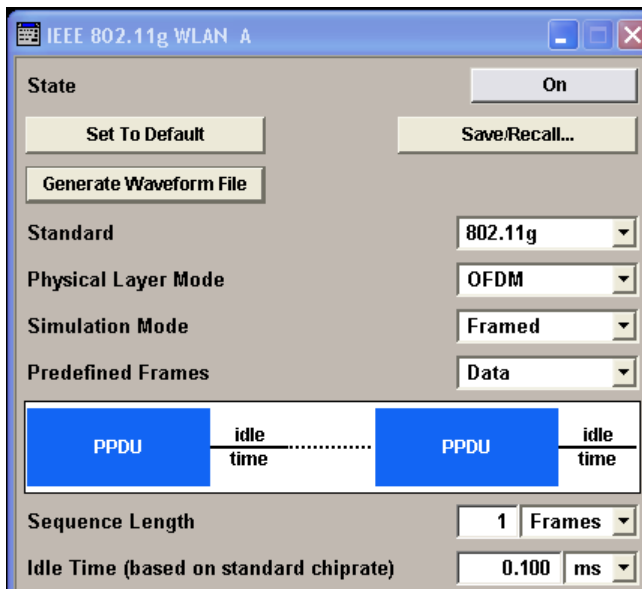 IEEE 802.11g WLAN A
State On
Set To Default Save/Recall...
Generate Waveform File
Standard 802.11g
Physical Layer Mode OFDM
Simulation Mode Framed
Predefined Frames Data
PPDU idle time PPDU idle time
Sequence Length 1 Frames
Idle Time (based on standard chiprate) 0.100 ms